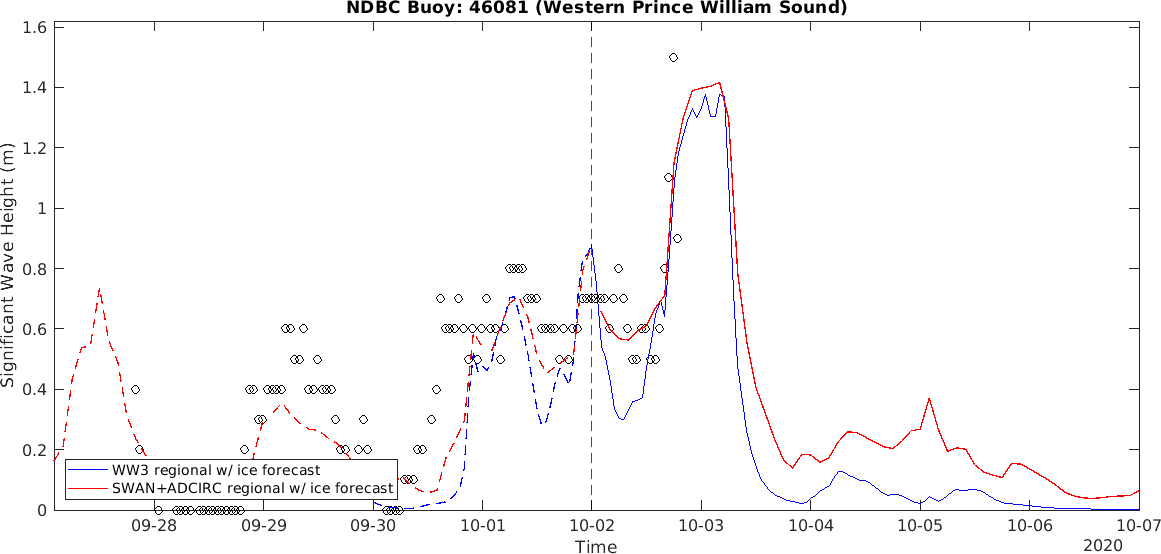 NDBC Buoy: 46081 (Western Prince William Sound)
1.6
1.4
1.2
1
0.8
0.6
0.4
0.2
0
Significant Wave Height (m)
WW3 regional w/ ice forecast
SWAN+ADCIRC regional w/ ice forecast
09-28 09-29 09-30 10-01 10-02 10-03 10-04 10-05 10-06 10-07
Time
2020